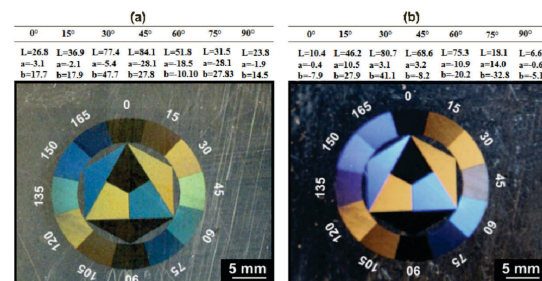 (a)
0° 15° 30° 45° 60° 75° 90°
L=26.8 L=36.9 L=77.4 L=84.1 L=51.8 L=31.5 L=23.8
a=-3.1 a=-2.1 a=-5.4 a=-28.1 a=-18.5 a=-28.1 a=-1.9
b=17.7 b=17.9 b=47.7 b=27.8 b=-10.10 b=27.83 b=14.5
0
15
30
45
60
75
90
105
120
135
150
165
5 mm
(b)
0° 15° 30° 45° 60° 75° 90°
L=10.4 L=46.2 L=80.7 L=68.6 L=75.3 L=18.1 L=6.6
a=-0.4 a=10.5 a=3.1 a=3.2 a=-10.9 a=14.0 a=-0.6
b=-7.9 b=27.9 b=41.1 b=-8.2 b=-20.2 b=-32.8 b=-5.1
0
15
30
45
60
75
90
105
120
135
150
165
5 mm